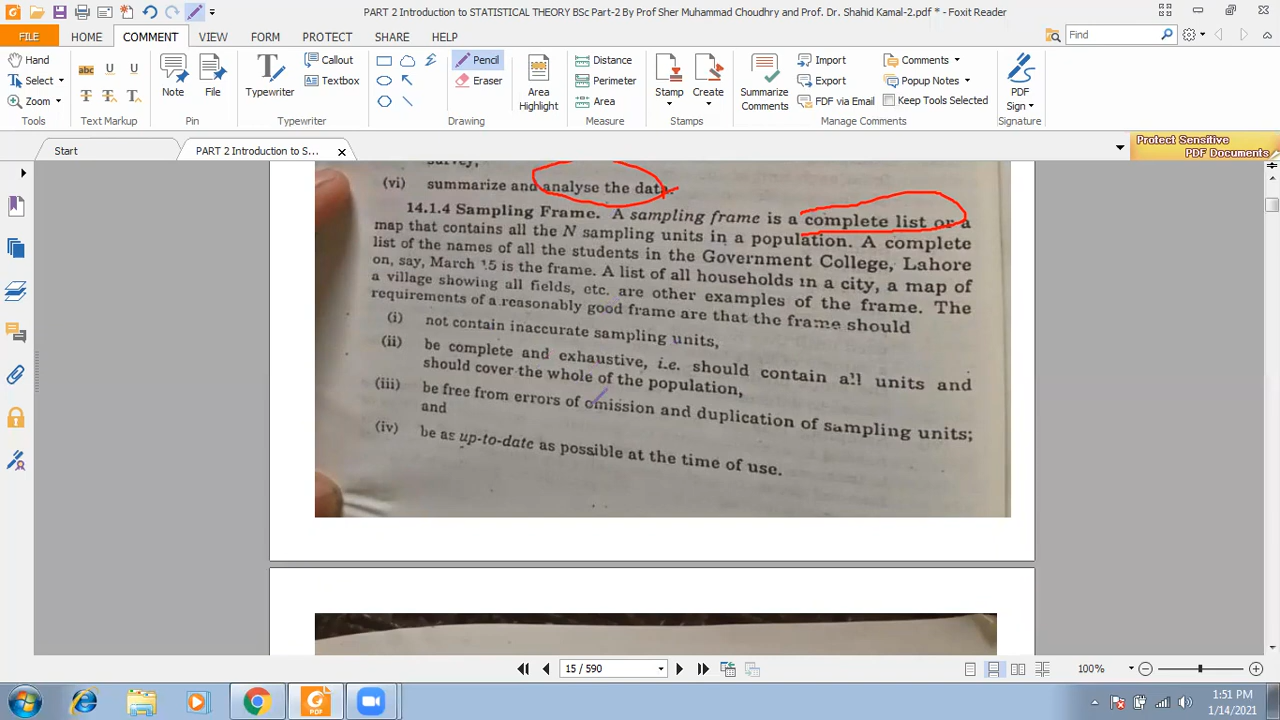 PART 2 Introduction to STATISTICAL THEORY BSc Part-2 By Prof Sher Muhammad Choudhry and Prof. Dr. Shahid Kamal-2.pdf * - Foxit Reader
FILE HOME COMMENT VIEW FORM PROTECT SHARE HELP
Find
Hand
Select
Zoom
Tools
abc U U
T T T
Text Markup
Note File
Pin
Typewriter
Callout
Textbox
Typewriter
Pencil
Eraser
Area Highlight
Drawing
Distance
Perimeter
Area
Measure
Stamp Create
Stamps
Summarize Comments
Import
Export
FDF via Email
Comments
Popup Notes
Keep Tools Selected
Manage Comments
PDF Sign
Signature
Start
PART 2 Introduction to S...
Protect Sensitive
PDF Documents
survey,
(vi) summarize and analyse the data.
14.1.4 Sampling Frame. A sampling frame is a complete list or a
map that contains all the N sampling units in a population. A complete
list of the names of all the students in the Government College, Lahore
on, say, March 15 is the frame. A list of all households in a city, a map of
a village showing all fields, etc. are other examples of the frame. The
requirements of a reasonably good frame are that the frame should
(i) not contain inaccurate sampling units,
(ii) be complete and exhaustive, i.e. should contain all units and
should cover the whole of the population,
(iii) be free from errors of omission and duplication of sampling units;
and
(iv) be as up-to-date as possible at the time of use.
15 / 590
100%
PDF
1:51 PM
1/14/2021